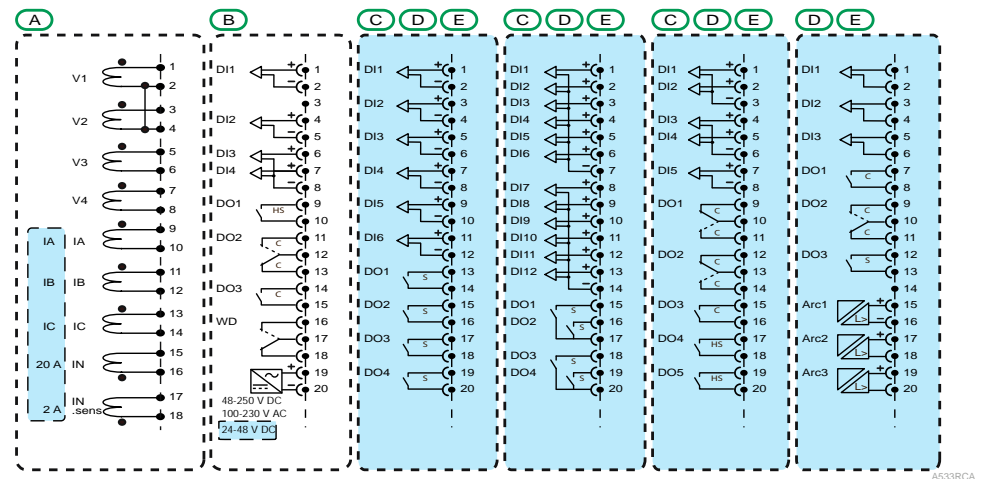 A B C D E C D E C D E D E
V1 1
2
V2 3
4
V3 5
6
V4 7
8
IA IA 9
10
IB IB 11
12
IC IC 13
14
20 A IN 15
16
2 A IN .sens 17
18
DI1 + 1
- 2
3
DI2 + 4
- 5
DI3 + 6
DI4 + 7
- 8
DO1 HS 9
10
DO2 C 11
12
C 13
DO3 C 14
15
WD 16
17
18
+ 19
- 20
48-250 V DC
100-230 V AC
24-48 V DC
DI1 + 1
- 2
DI2 + 3
- 4
DI3 + 5
- 6
DI4 + 7
- 8
DI5 + 9
- 10
DI6 + 11
- 12
DO1 S 13
14
DO2 S 15
16
DO3 S 17
18
DO4 S 19
20
DI1 + 1
DI2 + 2
DI3 + 3
DI4 + 4
DI5 + 5
DI6 + 6
- 7
DI7 + 8
DI8 + 9
DI9 + 10
DI10 + 11
DI11 + 12
DI12 + 13
- 14
DO1 S 15
DO2 S 16
17
DO3 S 18
DO4 S 19
20
DI1 + 1
DI2 + 2
- 3
DI3 + 4
DI4 + 5
- 6
DI5 + 7
- 8
DO1 C 9
10
C 11
DO2 C 12
13
C 14
DO3 C 15
16
DO4 HS 17
18
DO5 HS 19
20
DI1 + 1
- 2
DI2 + 3
- 4
DI3 + 5
- 6
DO1 C 7
8
DO2 C 9
10
C 11
DO3 S 12
13
14
Arc1 L> + 15
- 16
Arc2 L> + 17
- 18
Arc3 L> + 19
- 20
A533RCA